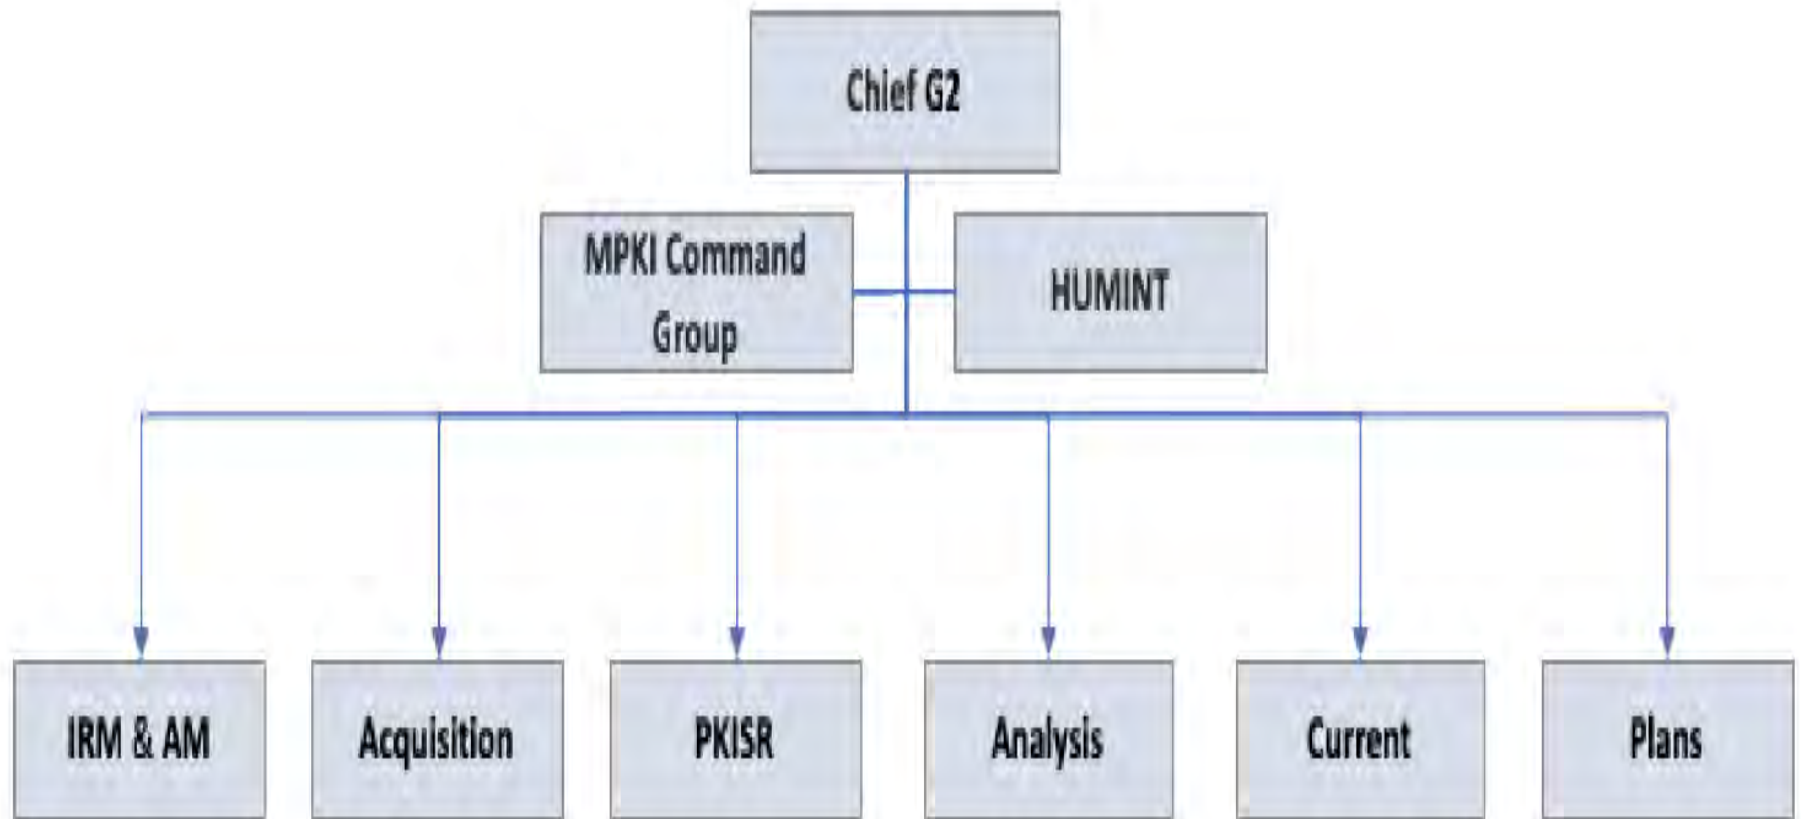 Chief G2
MPKI Command
Group
HUMINT
IRM & AM
Acquisition
PKISR
Analysis
Current
Plans